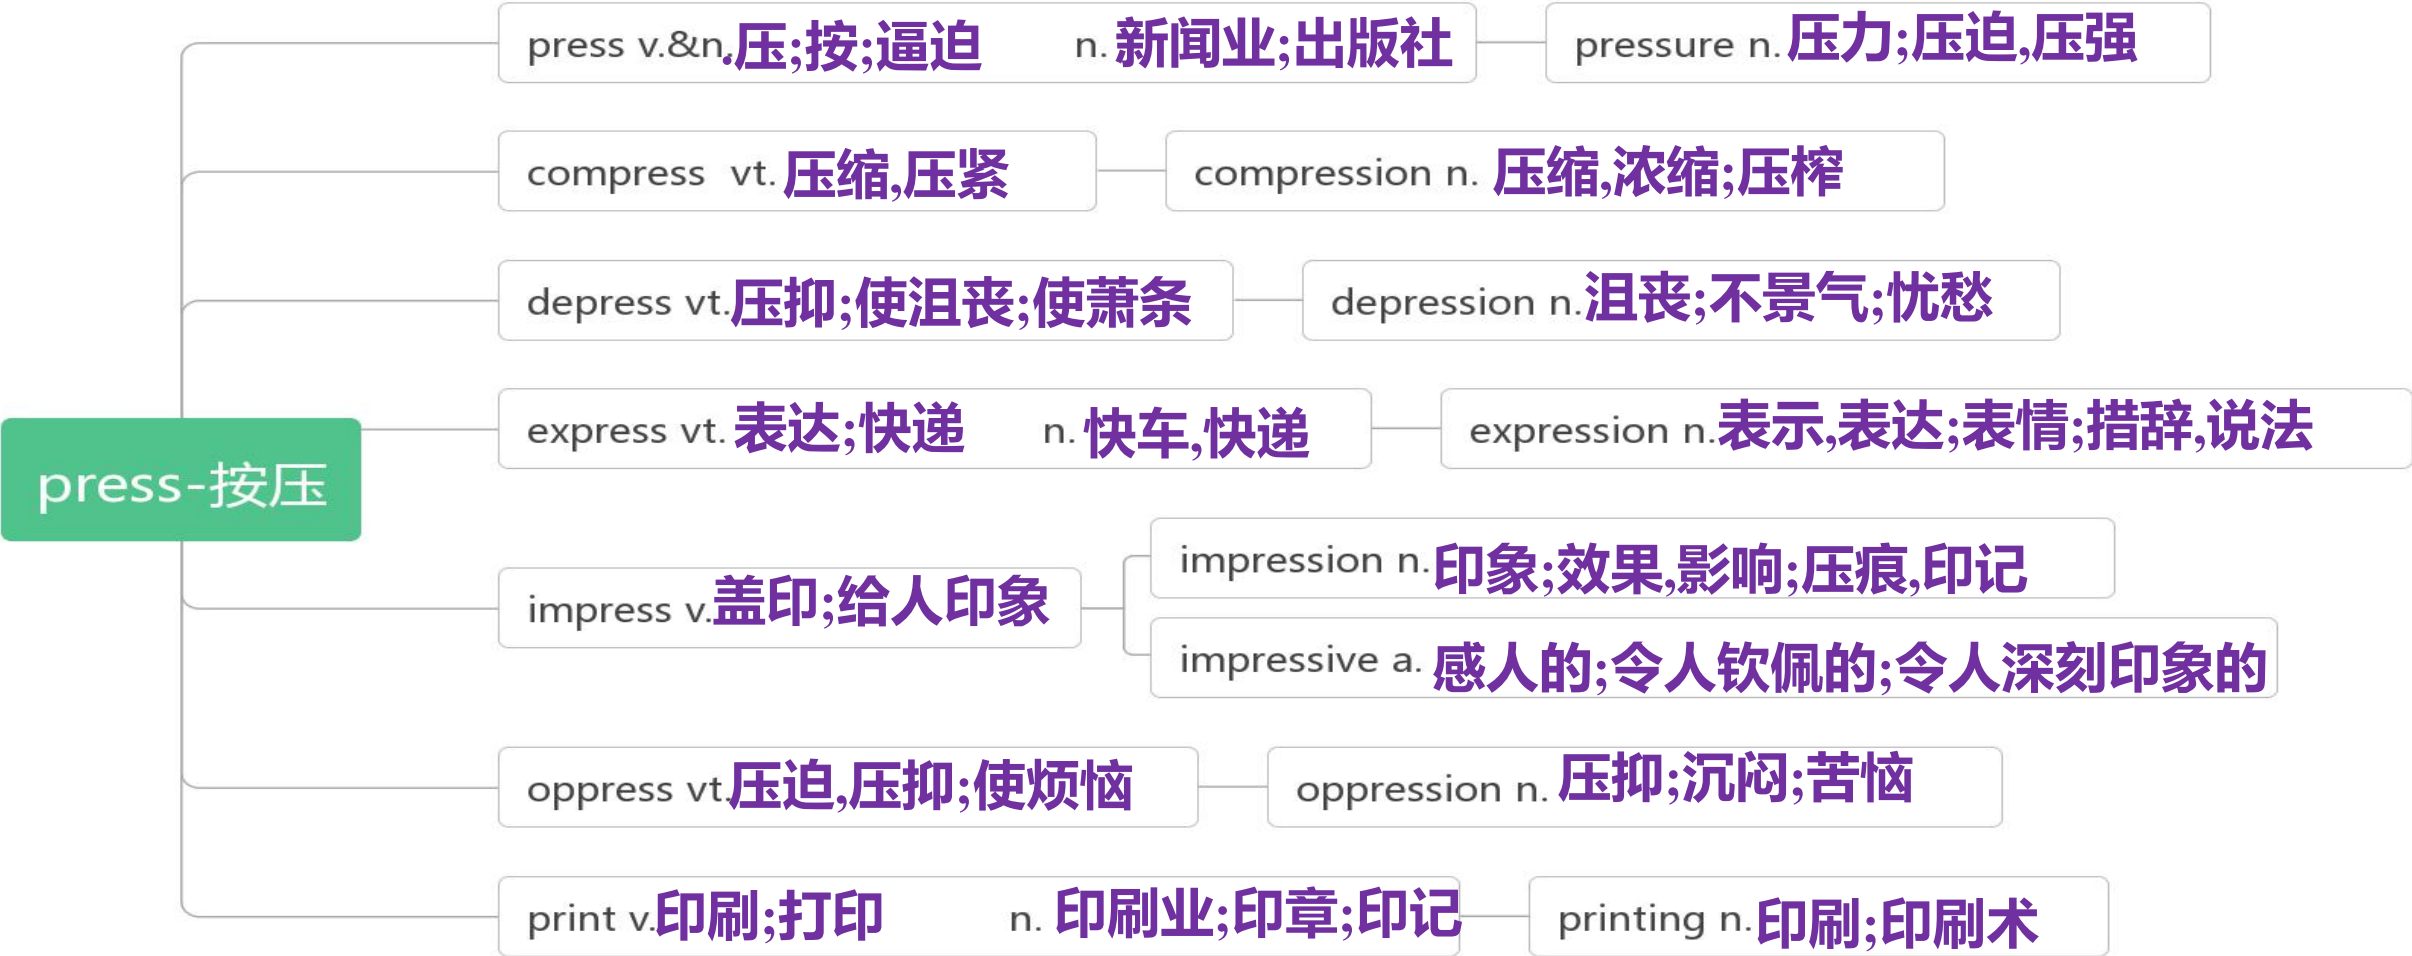 press v.&n.压;按;逼迫 n. 新闻业;出版社 pressure n. 压力;压迫,压强
compress vt. 压缩,压紧 compression n. 压缩,浓缩;压榨
depress vt.压抑;使沮丧;使萧条 depression n.沮丧;不景气;忧愁
express vt. 表达;快递 n. 快车,快递 expression n.表示,表达;表情;措辞,说法
press-按压
impression n.印象;效果,影响;压痕,印记
impress v.盖印;给人印象
impressive a. 感人的;令人钦佩的;令人深刻印象的
oppress vt.压迫,压抑;使烦恼 oppression n. 压抑;沉闷;苦恼
print v.印刷;打印 n. 印刷业;印章;印记 printing n.印刷;印刷术